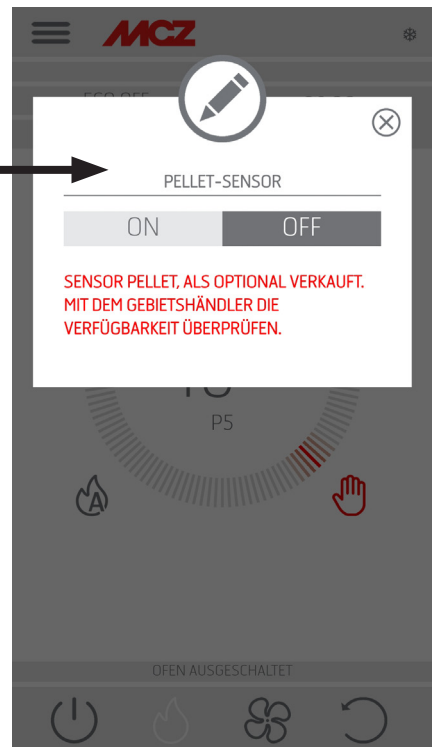 MCZ
PELLET-SENSOR
ON OFF
SENSOR PELLET, ALS OPTIONAL VERKAUFT.
MIT DEM GEBIETSHÄNDLER DIE
VERFÜGBARKEIT ÜBERPRÜFEN.
P5
A
OFEN AUSGESCHALTET